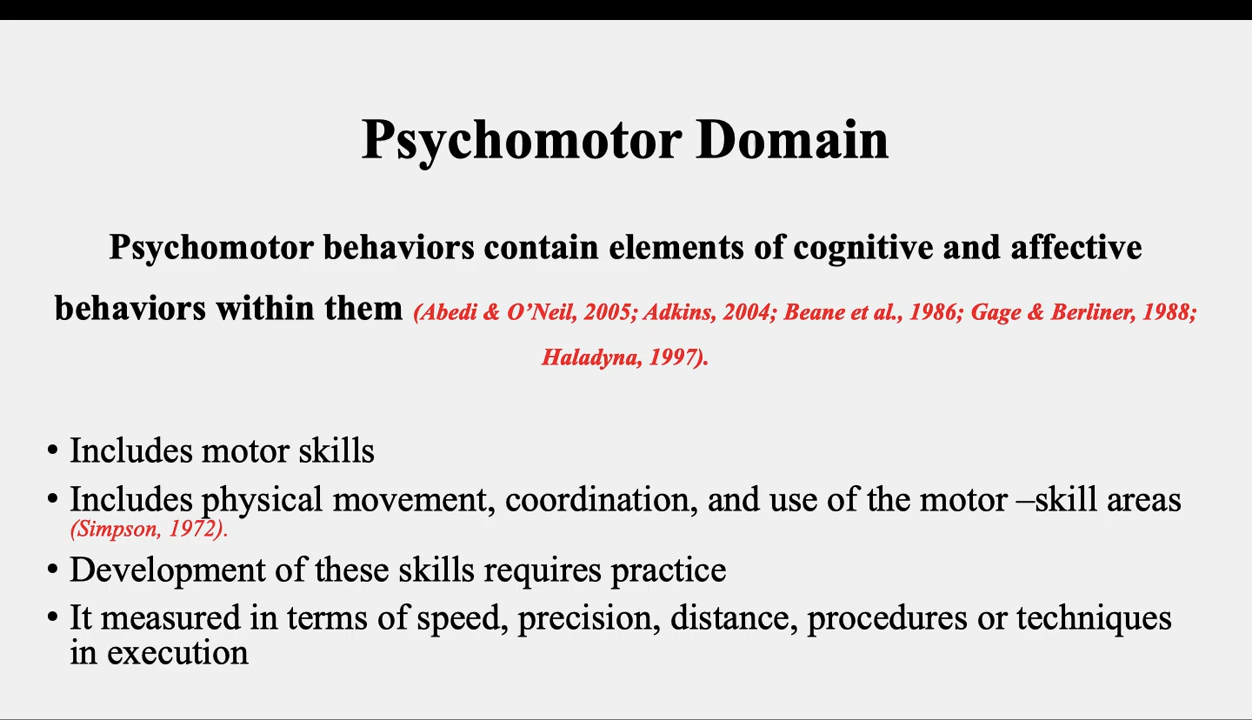 Psychomotor Domain
Psychomotor behaviors contain elements of cognitive and affective
behaviors within them (Abedi & O’Neil, 2005; Adkins, 2004; Beane et al., 1986; Gage & Berliner, 1988;
Haladyna, 1997).
• Includes motor skills
• Includes physical movement, coordination, and use of the motor –skill areas
(Simpson, 1972).
• Development of these skills requires practice
• It measured in terms of speed, precision, distance, procedures or techniques
in execution